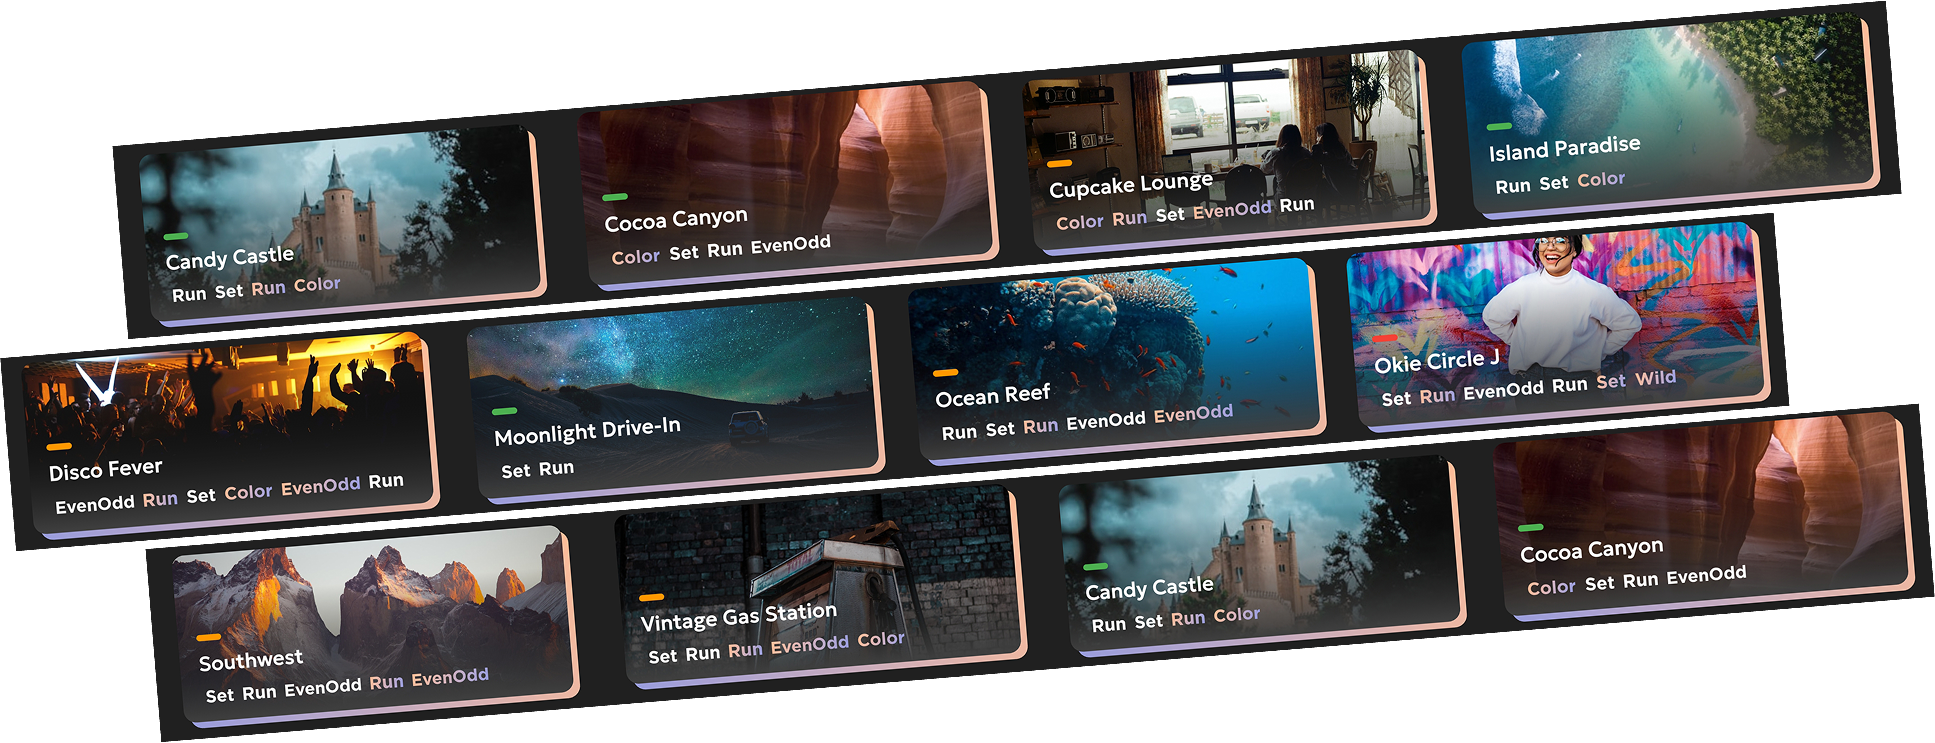 Candy Castle
Run Set Run Color
Cocoa Canyon
Color Set Run EvenOdd
Cupcake Lounge
Color Run Set EvenOdd Run
Island Paradise
Run Set Color
Disco Fever
EvenOdd Run Set Color EvenOdd Run
Moonlight Drive-In
Set Run
Ocean Reef
Run Set Run EvenOdd EvenOdd
Okie Circle J
Set Run EvenOdd Run Set Wild
Southwest
Set Run EvenOdd Run EvenOdd
Vintage Gas Station
Set Run Run EvenOdd Color
Candy Castle
Run Set Run Color
Cocoa Canyon
Color Set Run EvenOdd